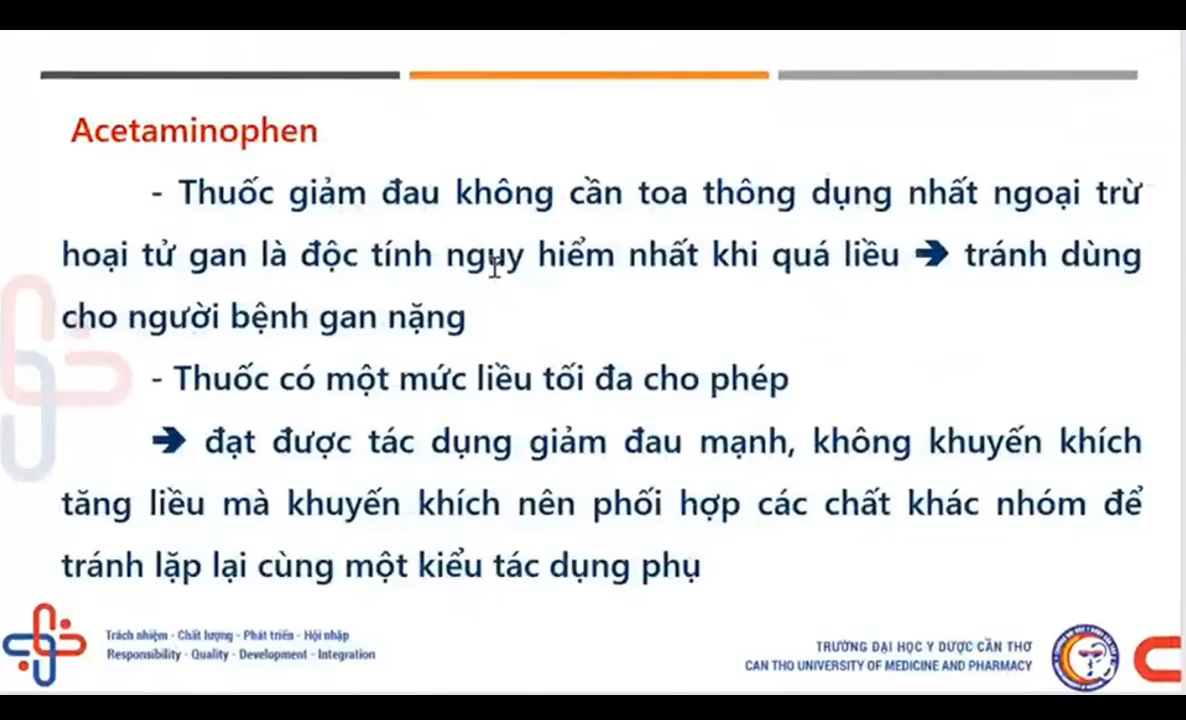 Acetaminophen
- Thuốc giảm đau không cần toa thông dụng nhất ngoại trừ
hoại tử gan là độc tính nguy hiểm nhất khi quá liều ➔ tránh dùng
cho người bệnh gan nặng
- Thuốc có một mức liều tối đa cho phép
➔ đạt được tác dụng giảm đau mạnh, không khuyến khích
tăng liều mà khuyến khích nên phối hợp các chất khác nhóm để
tránh lặp lại cùng một kiểu tác dụng phụ
Trách nhiệm - Chất lượng - Phát triển - Hội nhập
Responsibility - Quality - Development - Integration
TRƯỜNG ĐẠI HỌC Y DƯỢC CẦN THƠ
CAN THO UNIVERSITY OF MEDICINE AND PHARMACY